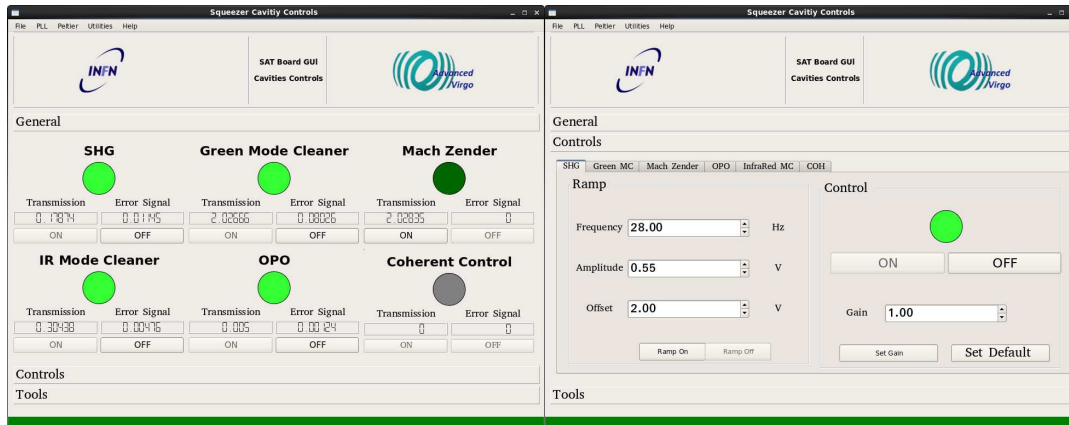 Squeezer Cavitiy Controls
File PLL Peltier Utilities Help
INFN
SAT Board GUI
Cavities Controls
Advanced
Virgo
General
SHG Green Mode Cleaner Mach Zender
Transmission Error Signal Transmission Error Signal Transmission Error Signal
0.17874 0.01145 2.02666 0.08026 2.02835 0
ON OFF ON OFF ON OFF
IR Mode Cleaner OPO Coherent Control
Transmission Error Signal Transmission Error Signal Transmission Error Signal
0.30438 0.00476 0.005 0.00124 0 0
ON OFF ON OFF ON OFF
Controls
Tools
Squeezer Cavitiy Controls
File PLL Peltier Utilities Help
INFN
SAT Board GUI
Cavities Controls
Advanced
Virgo
General
Controls
SHG Green MC Mach Zender OPO InfraRed MC COH
Ramp
Frequency 28.00 Hz
Amplitude 0.55 V
Offset 2.00 V
Ramp On Ramp Off
Control
ON OFF
Gain 1.00
Set Gain Set Default
Tools